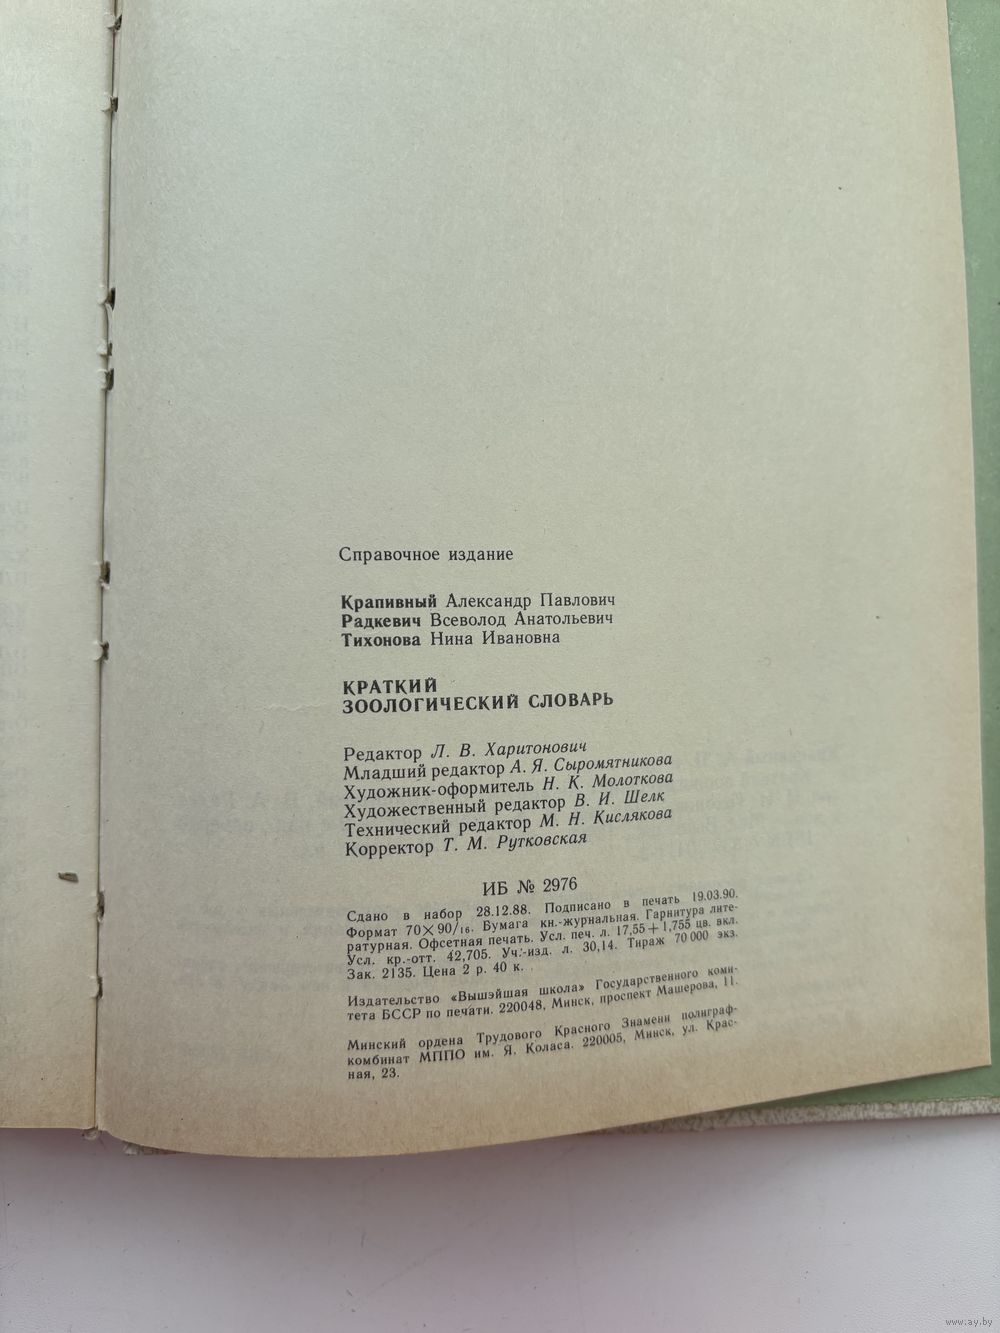 Справочное издание
Крапивный Александр Павлович
Радкевич Всеволод Анатольевич
Тихонова Нина Ивановна
КРАТКИЙ
ЗООЛОГИЧЕСКИЙ СЛОВАРЬ
Редактор Л. В. Харитонович
Младший редактор А. Я. Сыромятникова
Художник-оформитель Н. К. Молоткова
Художественный редактор В. И. Шелк
Технический редактор М. Н. Кислякова
Корректор Т. М. Рутковская
ИБ № 2976
Сдано в набор 28.12.88. Подписано в печать 19.03.90.
Формат 70×90/16. Бумага кн.-журнальная. Гарнитура лите-
ратурная. Офсетная печать. Усл. печ. л. 17,55+1,755 цв. вкл.
Усл. кр.-отт. 42,705. Уч.-изд. л. 30,14. Тираж 70 000 экз.
Зак. 2135. Цена 2 р. 40 к.
Издательство «Вышэйшая школа» Государственного коми-
тета БССР по печати. 220048, Минск, проспект Машерова, 11.
Минский ордена Трудового Красного Знамени полиграф-
комбинат МППО им. Я. Коласа. 220005, Минск, ул. Крас-
ная, 23.
www.ay.by